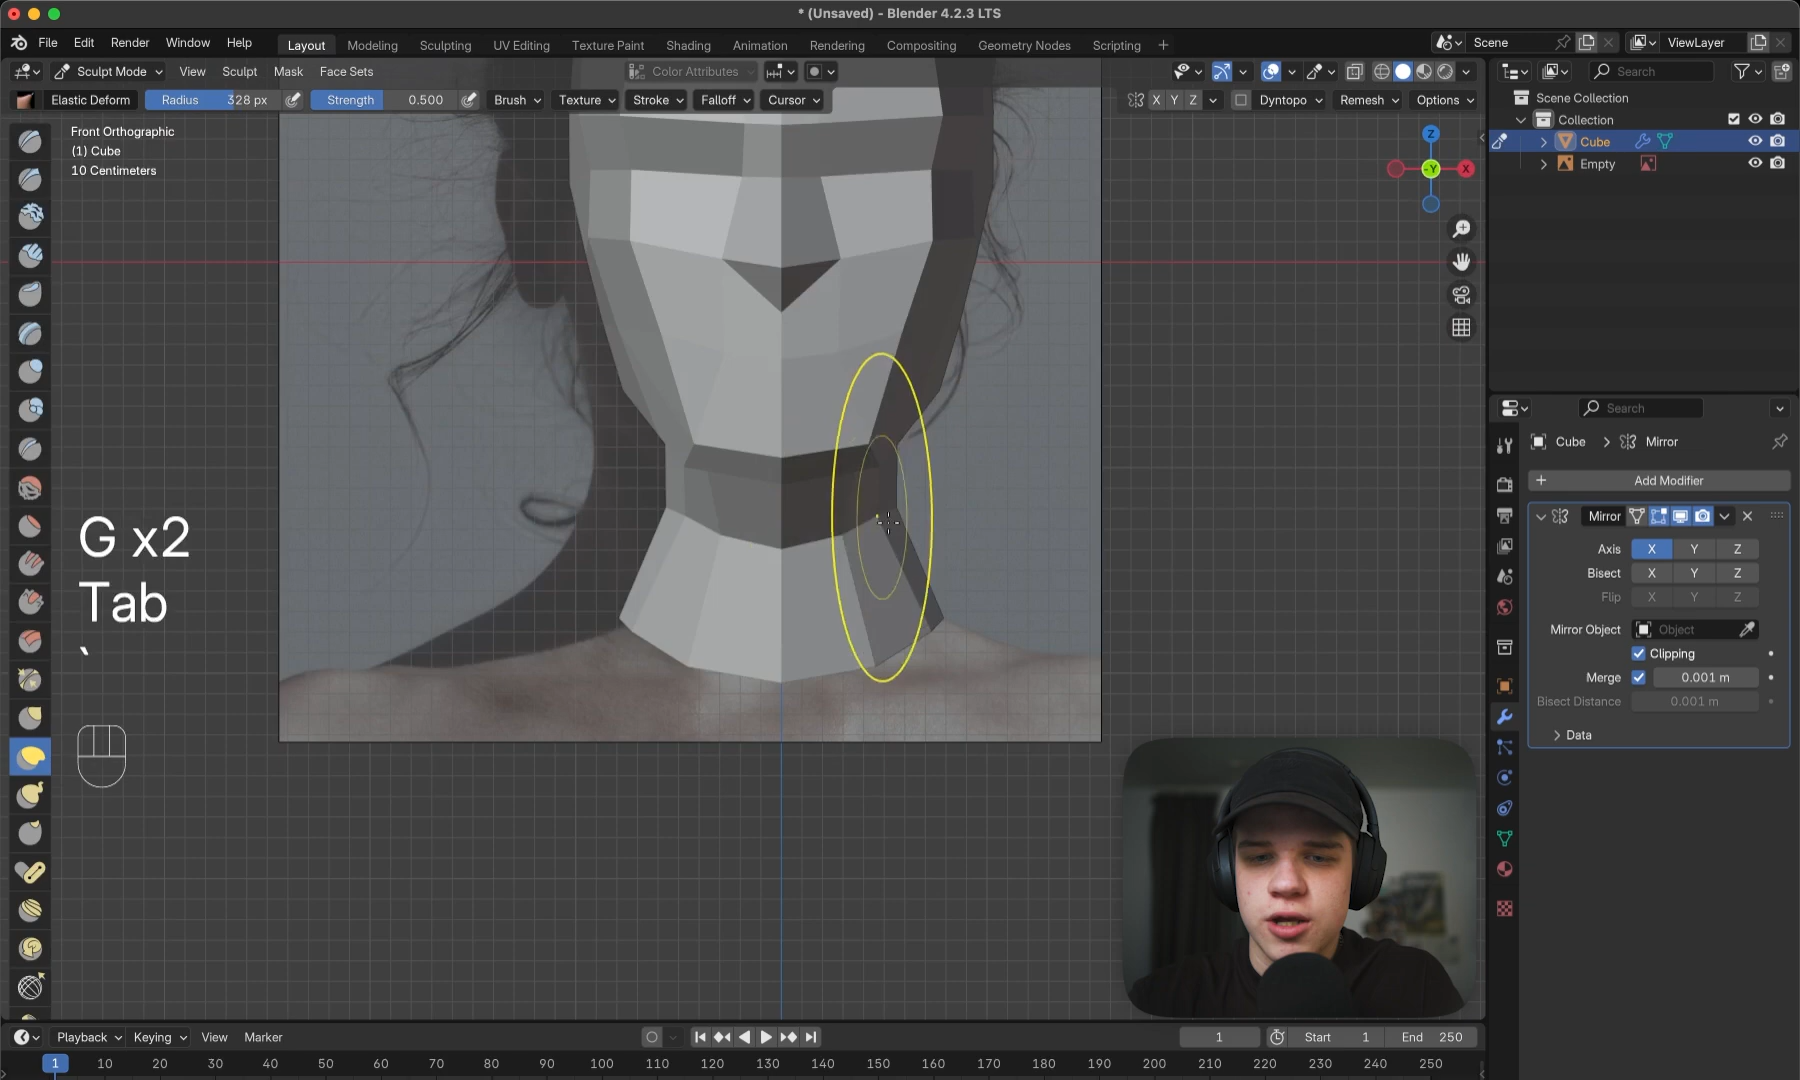 * (Unsaved) - Blender 4.2.3 LTS
File Edit Render Window Help Layout Modeling Sculpting UV Editing Texture Paint Shading Animation Rendering Compositing Geometry Nodes Scripting + Scene ViewLayer
Sculpt Mode View Sculpt Mask Face Sets Color Attributes Search
Elastic Deform Radius 328 px Strength 0.500 Brush Texture Stroke Falloff Cursor X Y Z Dyntopo Remesh Options
Scene Collection
Collection
Cube
Empty
Front Orthographic
(1) Cube
10 Centimeters
Z
-Y X
G x2
Tab
`
Search
Cube > Mirror
+ Add Modifier
Mirror
Axis X Y Z
Bisect X Y Z
Flip X Y Z
Mirror Object Object
Clipping
Merge 0.001 m
Bisect Distance 0.001 m
Data
Playback Keying View Marker 1 Start 1 End 250
1 10 20 30 40 50 60 70 80 90 100 110 120 130 140 150 160 170 180 190 200 210 220 230 240 250